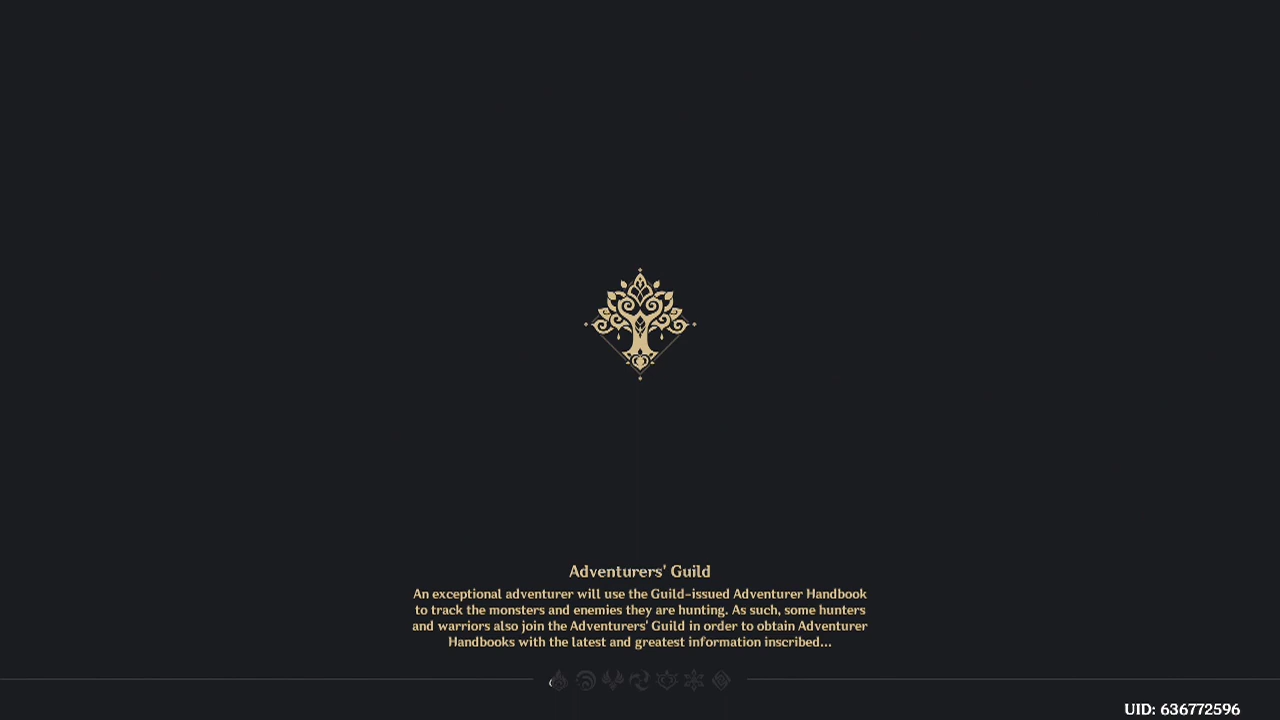 Adventurers' Guild
An exceptional adventurer will use the Guild-issued Adventurer Handbook
to track the monsters and enemies they are hunting. As such, some hunters
and warriors also join the Adventurers' Guild in order to obtain Adventurer
Handbooks with the latest and greatest information inscribed...
UID: 636772596